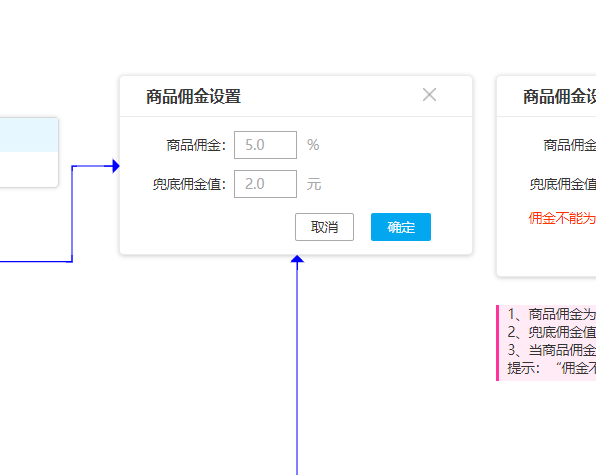 商品佣金设置
商品佣金： 5.0 %
兜底佣金值： 2.0 元
取消 确定
商品佣金设
商品佣金
兜底佣金值
佣金不能为
1、商品佣金为
2、兜底佣金值
3、当商品佣金
提示：“佣金不